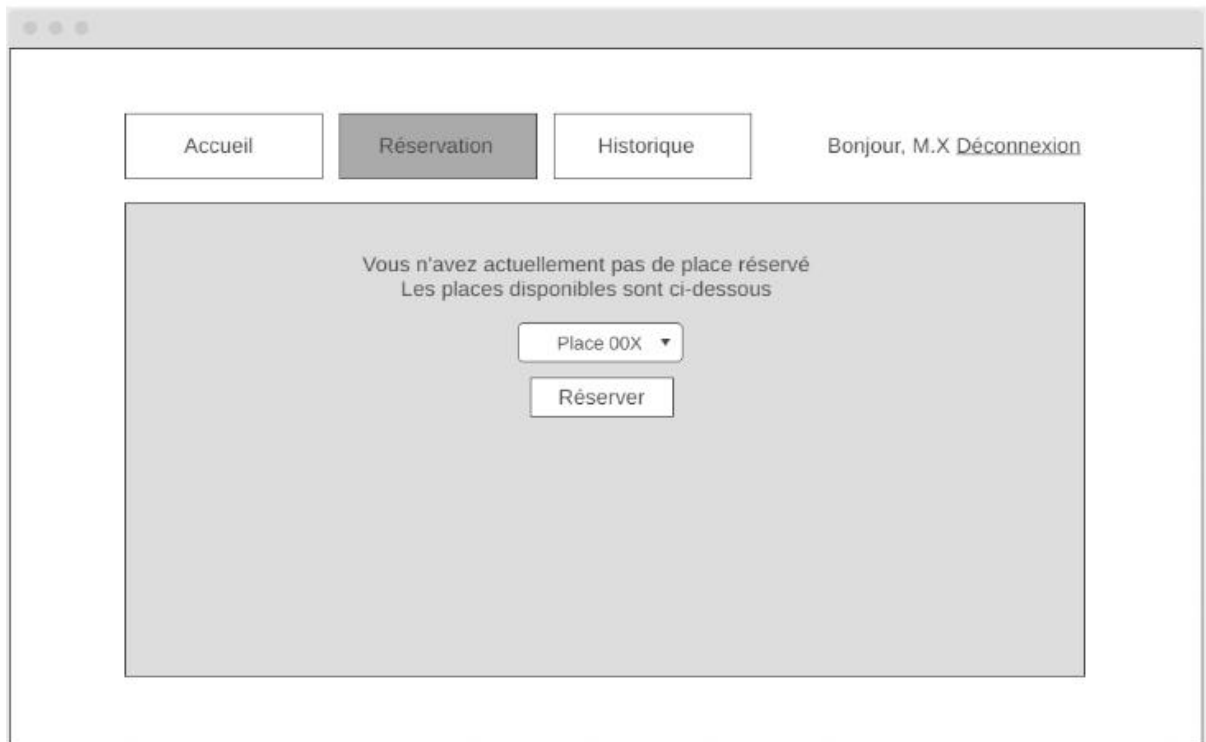 Accueil
Réservation
Historique
Bonjour, M.X Déconnexion
Vous n'avez actuellement pas de place réservé
Les places disponibles sont ci-dessous
Place 00X
Réserver